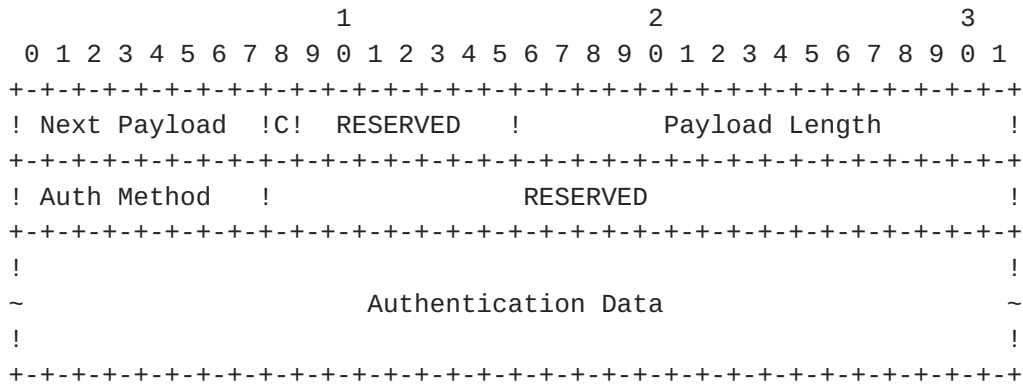 1                   2                   3
 0 1 2 3 4 5 6 7 8 9 0 1 2 3 4 5 6 7 8 9 0 1 2 3 4 5 6 7 8 9 0 1
+-+-+-+-+-+-+-+-+-+-+-+-+-+-+-+-+-+-+-+-+-+-+-+-+-+-+-+-+-+-+-+-+
! Next Payload  !C!  RESERVED   !         Payload Length        !
+-+-+-+-+-+-+-+-+-+-+-+-+-+-+-+-+-+-+-+-+-+-+-+-+-+-+-+-+-+-+-+-+
! Auth Method   !                RESERVED                       !
+-+-+-+-+-+-+-+-+-+-+-+-+-+-+-+-+-+-+-+-+-+-+-+-+-+-+-+-+-+-+-+-+
!                                                               !
~                      Authentication Data                      ~
!                                                               !
+-+-+-+-+-+-+-+-+-+-+-+-+-+-+-+-+-+-+-+-+-+-+-+-+-+-+-+-+-+-+-+-+